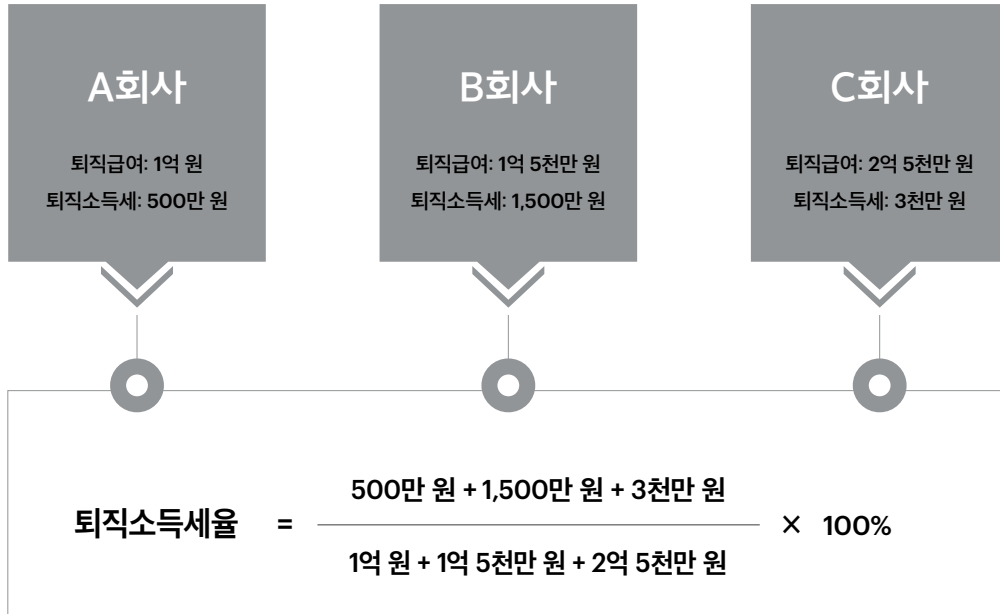 A회사
퇴직급여: 1억 원
퇴직소득세: 500만 원
B회사
퇴직급여: 1억 5천만 원
퇴직소득세: 1,500만 원
C회사
퇴직급여: 2억 5천만 원
퇴직소득세: 3천만 원
500만 원 + 1,500만 원 + 3천만 원
퇴직소득세율 = × 100%
1억 원 + 1억 5천만 원 + 2억 5천만 원